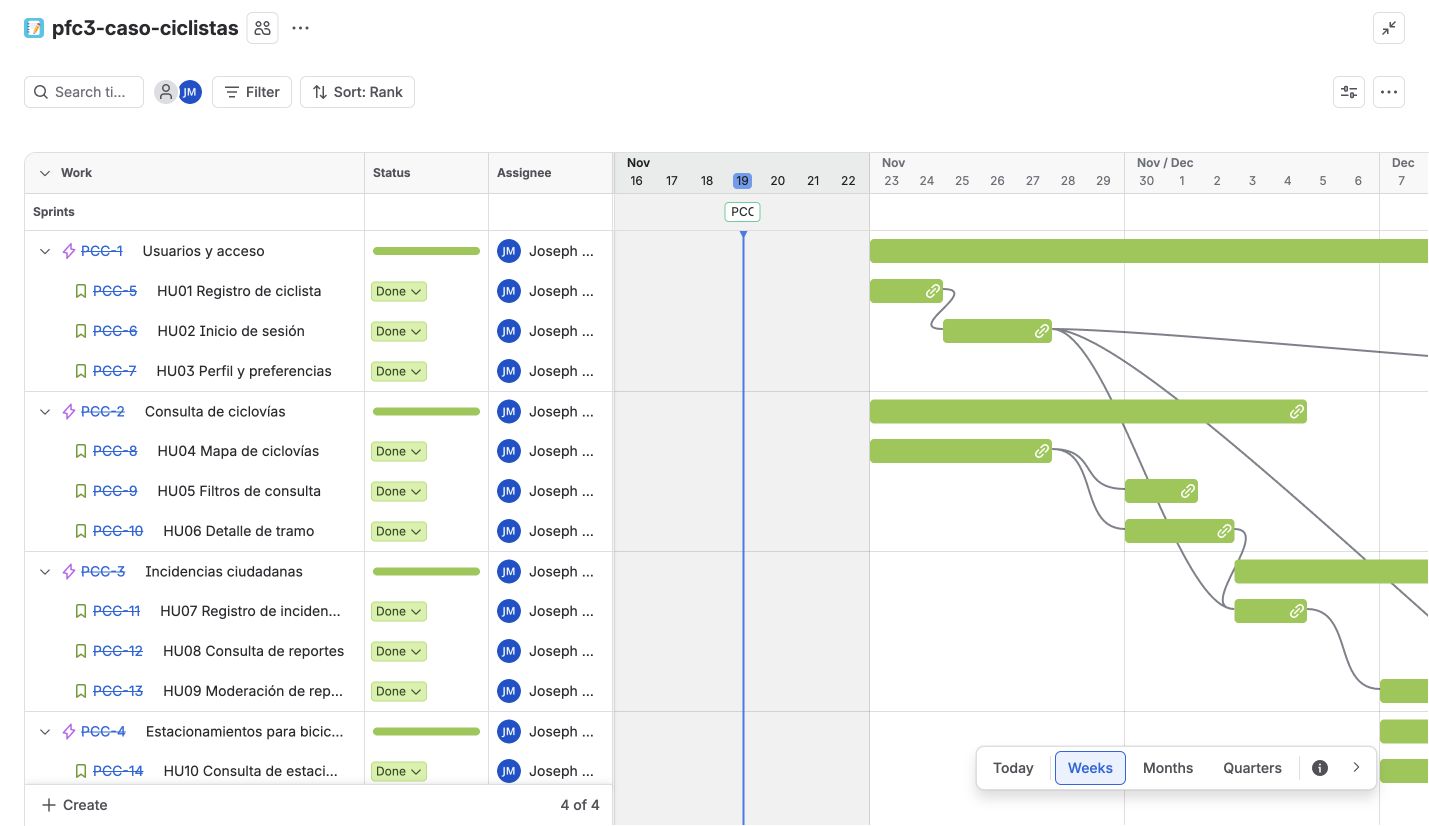 pfc3-caso-ciclistas
Search ti...
JM
Filter
Sort: Rank
Work Status Assignee
Nov
16 17 18 19 20 21 22
Nov
23 24 25 26 27 28 29
Nov / Dec
30 1 2 3 4 5 6
Dec
7
Sprints
PCC-1 Usuarios y acceso JM Joseph ...
PCC-5 HU01 Registro de ciclista Done JM Joseph ...
PCC-6 HU02 Inicio de sesión Done JM Joseph ...
PCC-7 HU03 Perfil y preferencias Done JM Joseph ...
PCC-2 Consulta de ciclovías JM Joseph ...
PCC-8 HU04 Mapa de ciclovías Done JM Joseph ...
PCC-9 HU05 Filtros de consulta Done JM Joseph ...
PCC-10 HU06 Detalle de tramo Done JM Joseph ...
PCC-3 Incidencias ciudadanas JM Joseph ...
PCC-11 HU07 Registro de inciden... Done JM Joseph ...
PCC-12 HU08 Consulta de reportes Done JM Joseph ...
PCC-13 HU09 Moderación de rep... Done JM Joseph ...
PCC-4 Estacionamientos para bicic... JM Joseph ...
PCC-14 HU10 Consulta de estaci... Done JM Joseph ...
Today Weeks Months Quarters
Create 4 of 4